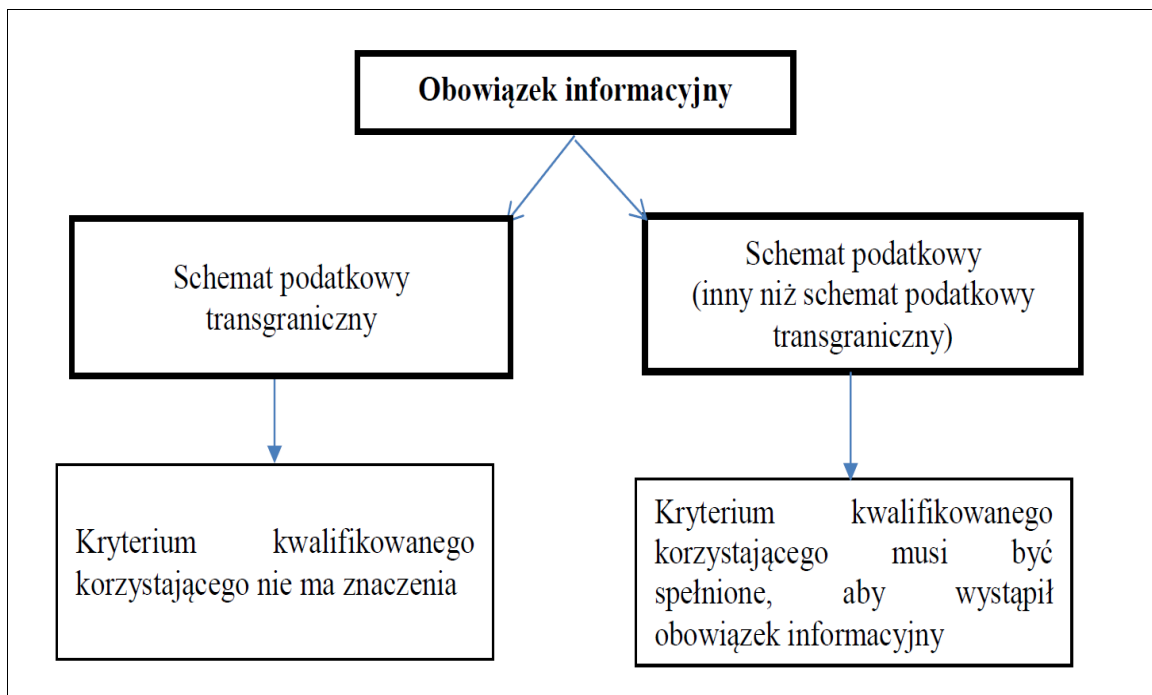 Obowiązek informacyjny
Schemat podatkowy
transgraniczny
Schemat podatkowy
(inny niż schemat podatkowy
transgraniczny)
Kryterium kwalifikowanego
korzystającego nie ma znaczenia
Kryterium kwalifikowanego
korzystającego musi być
spełnione, aby wystąpił
obowiązek informacyjny